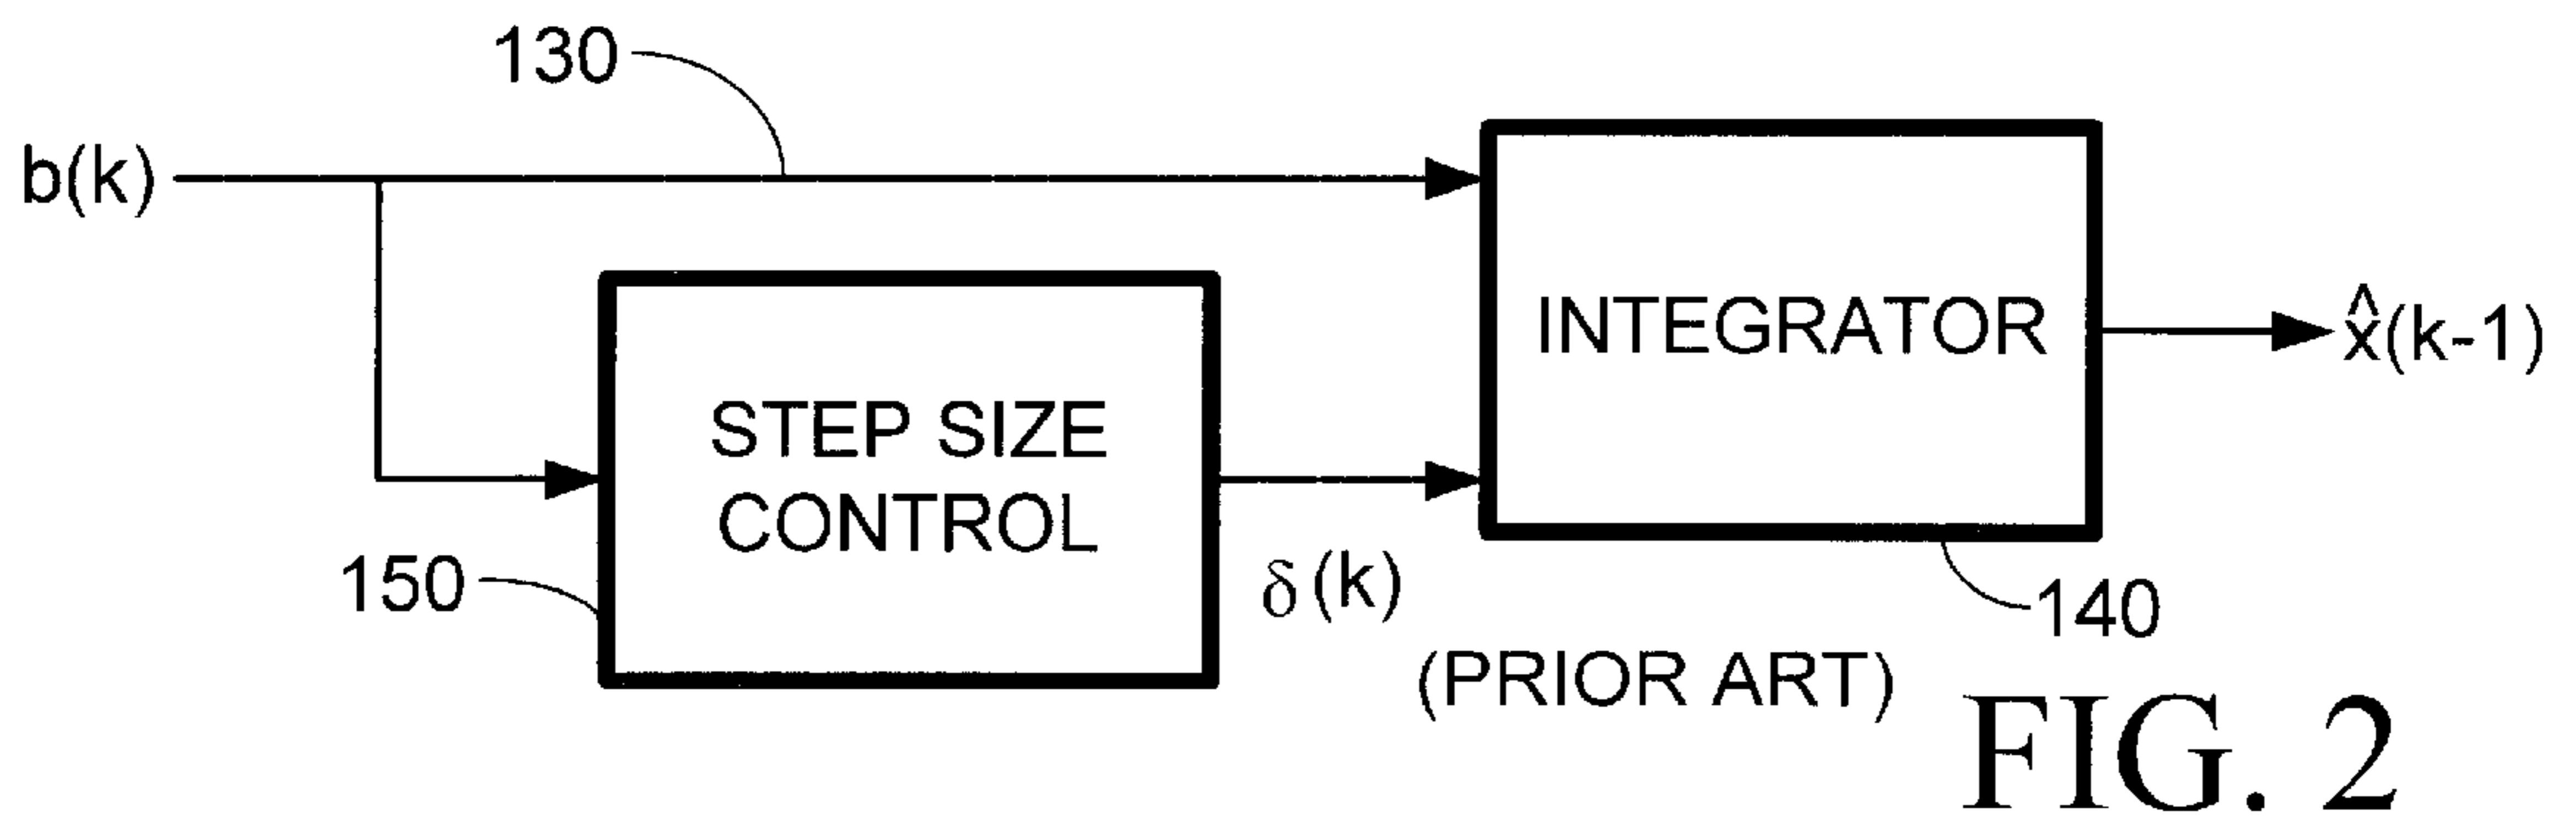 130
b(k)
INTEGRATOR
x̂(k-1)
STEP SIZE
CONTROL
150
δ(k)
140
(PRIOR ART)
FIG. 2